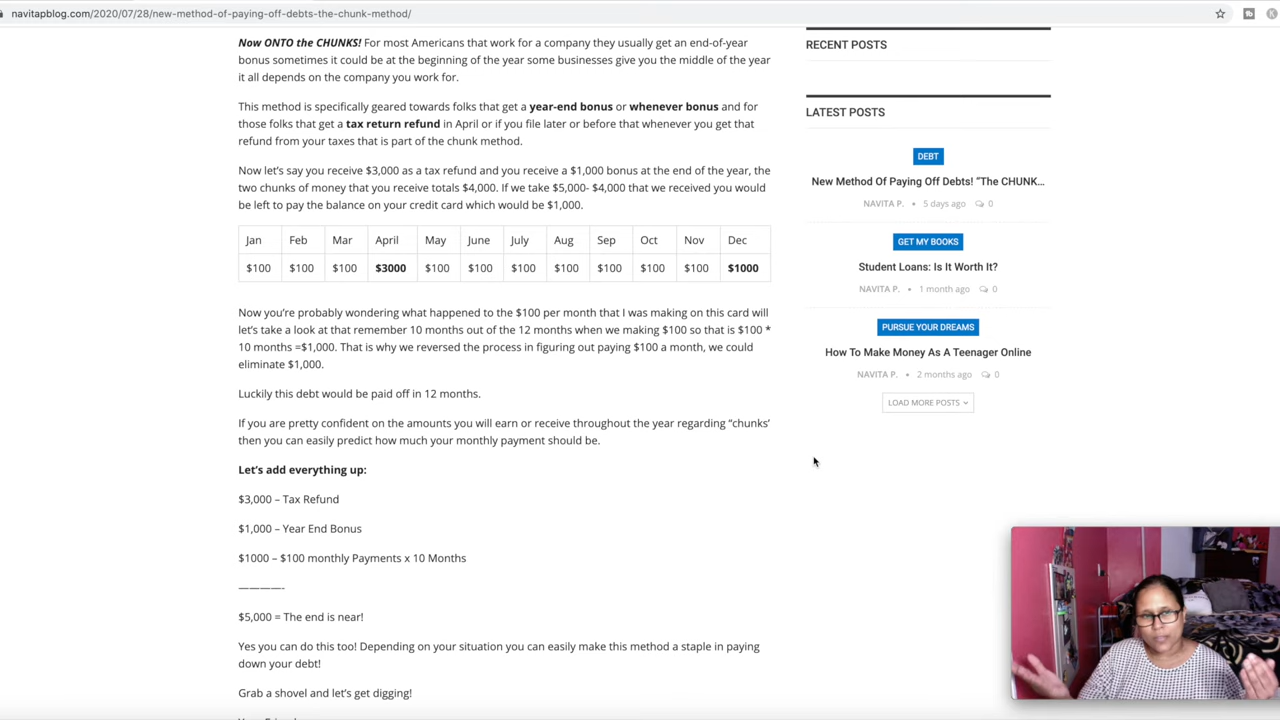 navitapblog.com/2020/07/28/new-method-of-paying-off-debts-the-chunk-method/
Now ONTO the CHUNKS! For most Americans that work for a company they usually get an end-of-year
bonus sometimes it could be at the beginning of the year some businesses give you the middle of the year
it all depends on the company you work for.
This method is specifically geared towards folks that get a year-end bonus or whenever bonus and for
those folks that get a tax return refund in April or if you file later or before that whenever you get that
refund from your taxes that is part of the chunk method.
Now let's say you receive $3,000 as a tax refund and you receive a $1,000 bonus at the end of the year, the
two chunks of money that you receive totals $4,000. If we take $5,000- $4,000 that we received you would
be left to pay the balance on your credit card which would be $1,000.
Jan Feb Mar April May June July Aug Sep Oct Nov Dec
$100 $100 $100 $3000 $100 $100 $100 $100 $100 $100 $100 $1000
Now you're probably wondering what happened to the $100 per month that I was making on this card will
let's take a look at that remember 10 months out of the 12 months when we making $100 so that is $100 *
10 months =$1,000. That is why we reversed the process in figuring out paying $100 a month, we could
eliminate $1,000.
Luckily this debt would be paid off in 12 months.
If you are pretty confident on the amounts you will earn or receive throughout the year regarding "chunks'
then you can easily predict how much your monthly payment should be.
Let's add everything up:
$3,000 – Tax Refund
$1,000 – Year End Bonus
$1000 – $100 monthly Payments x 10 Months
————-
$5,000 = The end is near!
Yes you can do this too! Depending on your situation you can easily make this method a staple in paying
down your debt!
Grab a shovel and let's get digging!
RECENT POSTS
LATEST POSTS
DEBT
New Method Of Paying Off Debts! "The CHUNK…
NAVITA P. • 5 days ago 0
GET MY BOOKS
Student Loans: Is It Worth It?
NAVITA P. • 1 month ago 0
PURSUE YOUR DREAMS
How To Make Money As A Teenager Online
NAVITA P. • 2 months ago 0
LOAD MORE POSTS